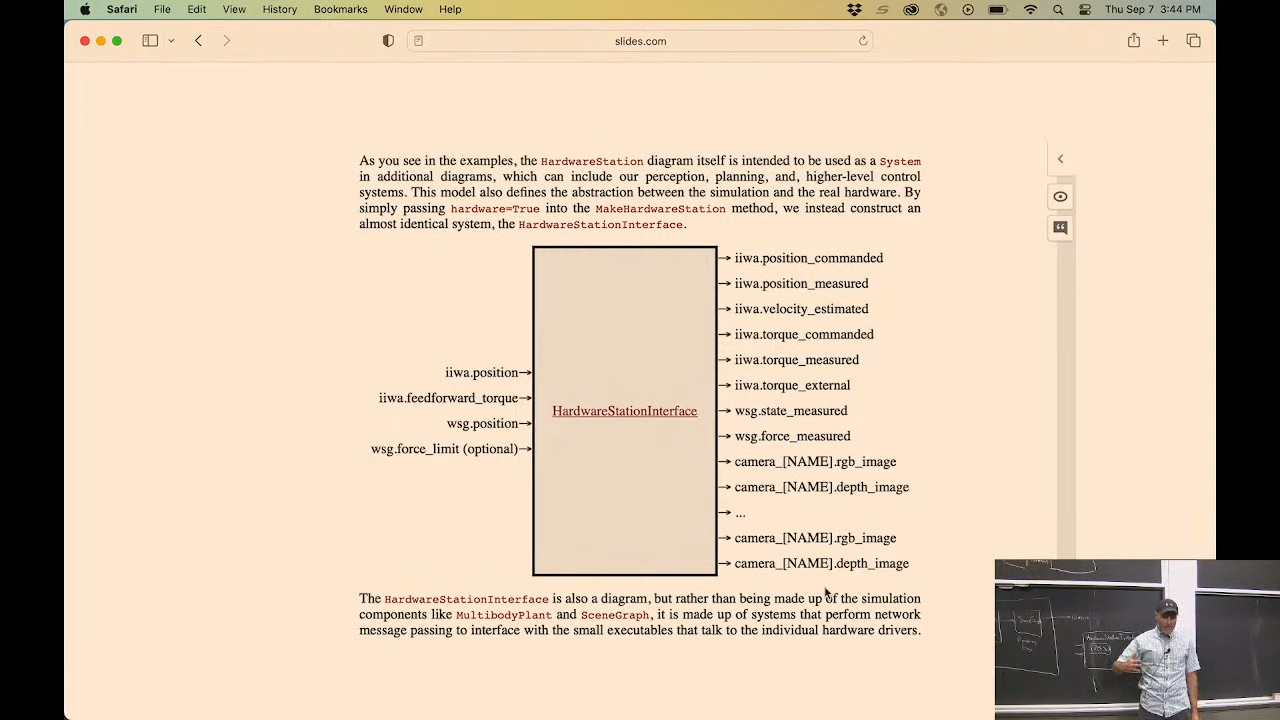 Safari File Edit View History Bookmarks Window Help Thu Sep 7 3:44 PM
slides.com
As you see in the examples, the HardwareStation diagram itself is intended to be used as a System
in additional diagrams, which can include our perception, planning, and, higher-level control
systems. This model also defines the abstraction between the simulation and the real hardware. By
simply passing hardware=True into the MakeHardwareStation method, we instead construct an
almost identical system, the HardwareStationInterface.
iiwa.position→
iiwa.feedforward_torque→
wsg.position→
wsg.force_limit (optional)→
HardwareStationInterface
→ iiwa.position_commanded
→ iiwa.position_measured
→ iiwa.velocity_estimated
→ iiwa.torque_commanded
→ iiwa.torque_measured
→ iiwa.torque_external
→ wsg.state_measured
→ wsg.force_measured
→ camera_[NAME].rgb_image
→ camera_[NAME].depth_image
→ ...
→ camera_[NAME].rgb_image
→ camera_[NAME].depth_image
The HardwareStationInterface is also a diagram, but rather than being made up of the simulation
components like MultibodyPlant and SceneGraph, it is made up of systems that perform network
message passing to interface with the small executables that talk to the individual hardware drivers.